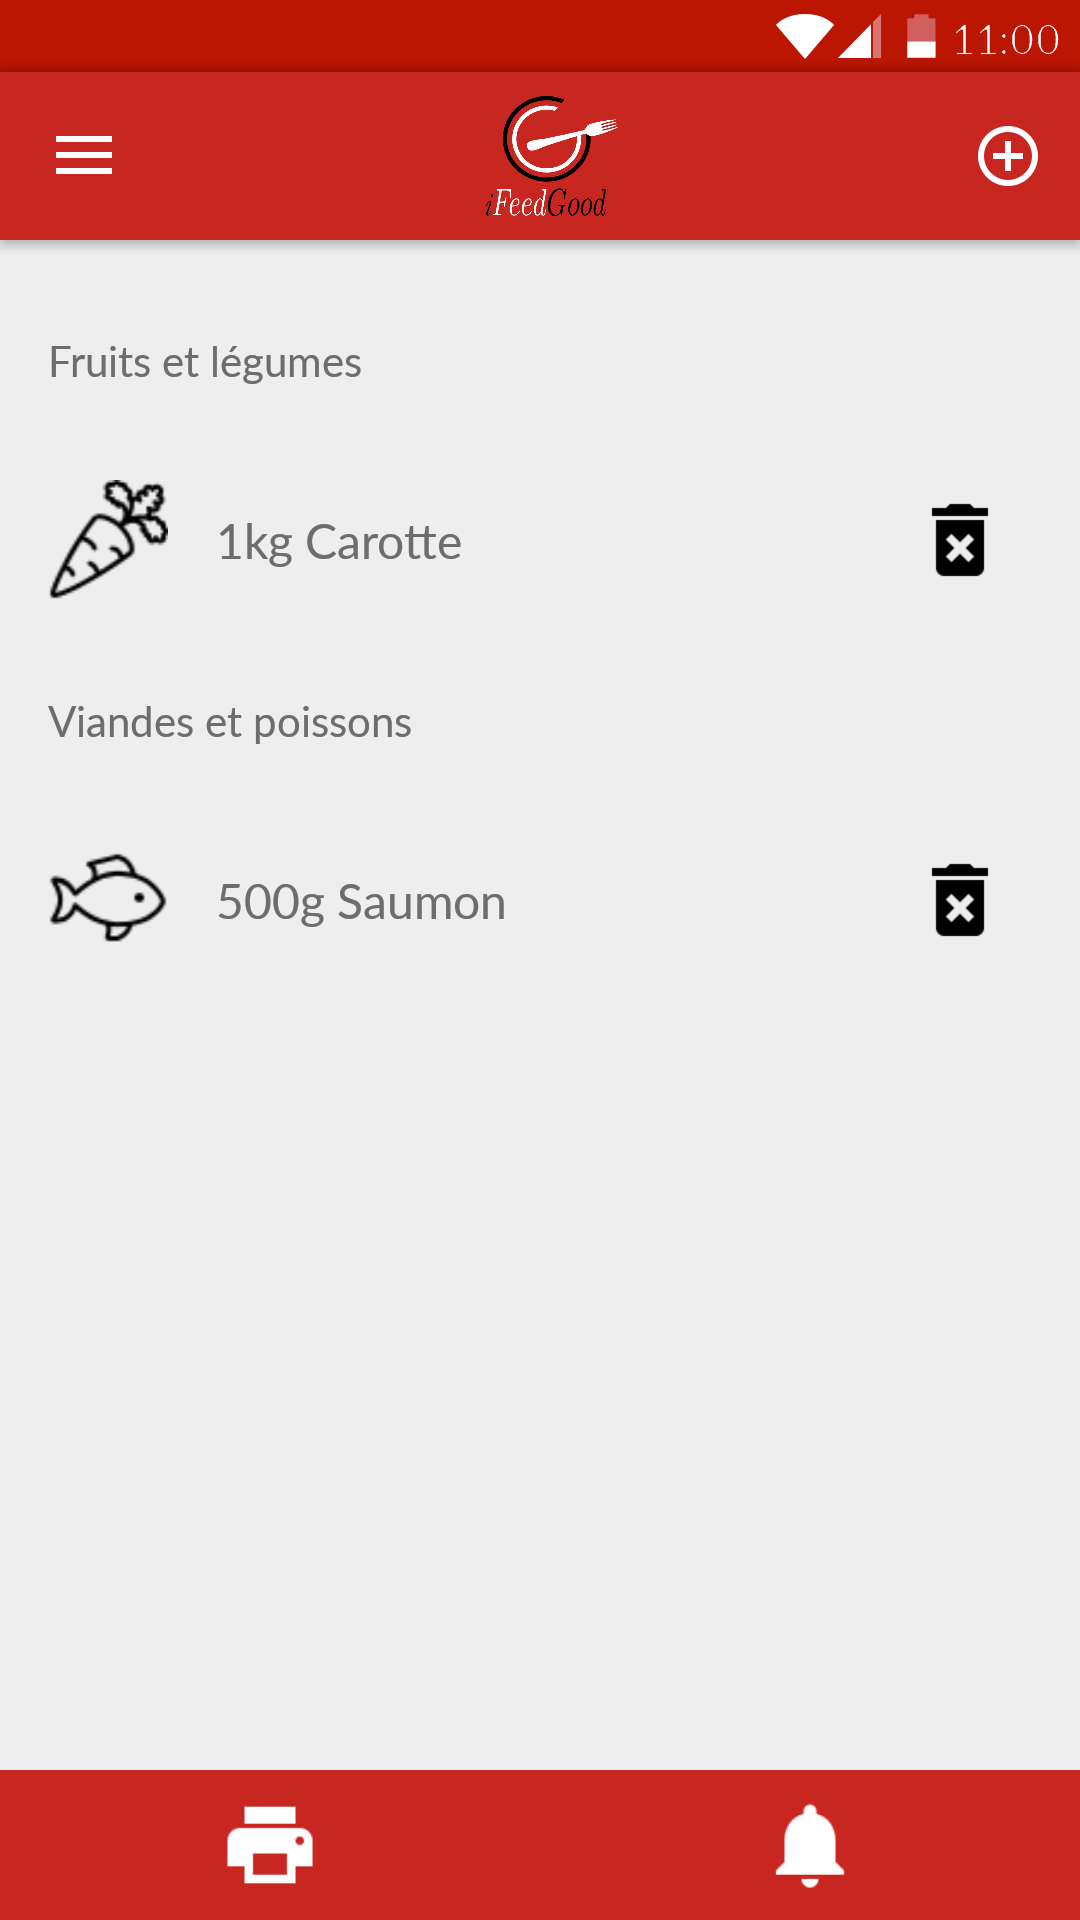 11:00
iFeedGood
Fruits et légumes
1kg Carotte
Viandes et poissons
500g Saumon